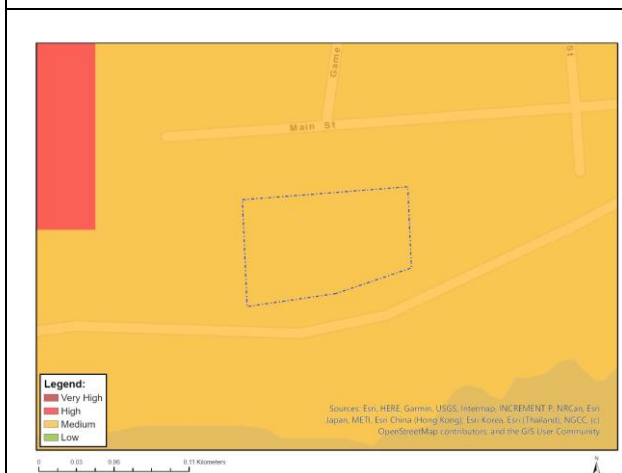 Game
St
Main St
Legend:
Very High
High
Medium
Low
Sources: Esri, HERE, Garmin, USGS, Intermap, INCREMENT P, NRCan, Esri
Japan, METI, Esri China (Hong Kong), Esri Korea, Esri (Thailand), NGCC, (c)
OpenStreetMap contributors, and the GIS User Community
0 0.03 0.06 0.11 Kilometers
N